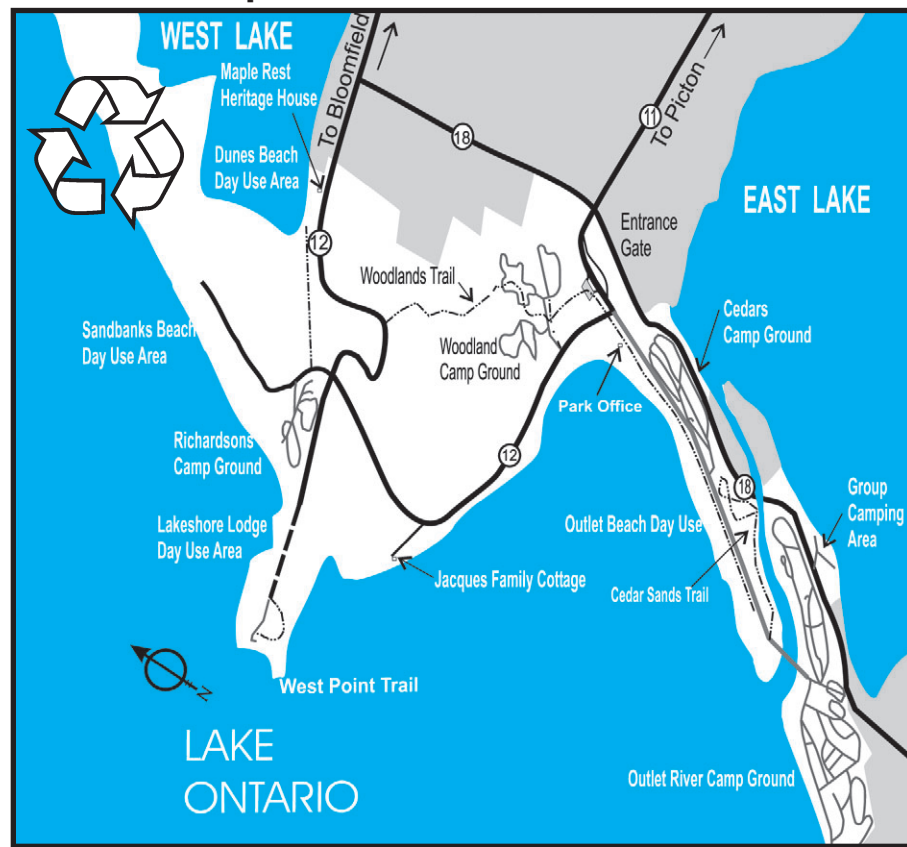 WEST LAKE
Maple Rest
Heritage House
To Bloomfield
Dunes Beach
Day Use Area
18
11
To Picton
EAST LAKE
Entrance
Gate
12
Woodlands Trail
Sandbanks Beach
Day Use Area
Cedars
Camp Ground
Woodland
Camp Ground
Park Office
Richardsons
Camp Ground
12
18
Group
Camping
Area
Lakeshore Lodge
Day Use Area
Outlet Beach Day Use
Jacques Family Cottage
Cedar Sands Trail
N
West Point Trail
LAKE
ONTARIO
Outlet River Camp Ground